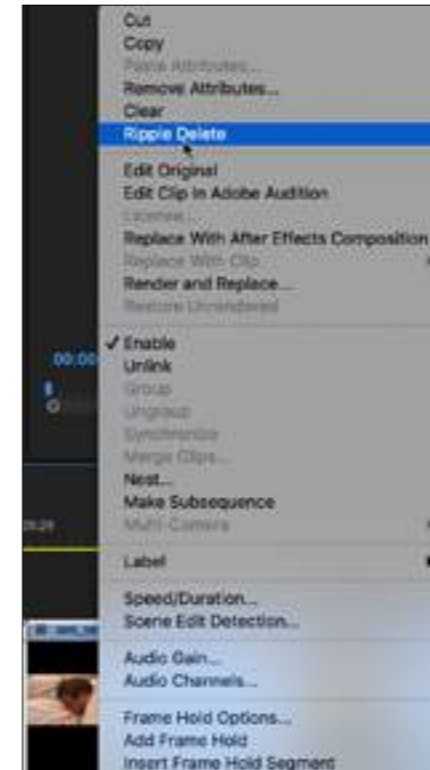 Cut
Copy
Paste Attributes...
Remove Attributes...
Clear
Ripple Delete
Edit Original
Edit Clip In Adobe Audition
License...
Replace With After Effects Composition
Replace With Clip
Render and Replace...
Restore Unrendered
✓ Enable
Unlink
Group
Ungroup
Synchronize
Merge Clips...
Nest...
Make Subsequence
Multi-Camera
Label
Speed/Duration...
Scene Edit Detection...
Audio Gain...
Audio Channels...
Frame Hold Options...
Add Frame Hold
Insert Frame Hold Segment
00:00